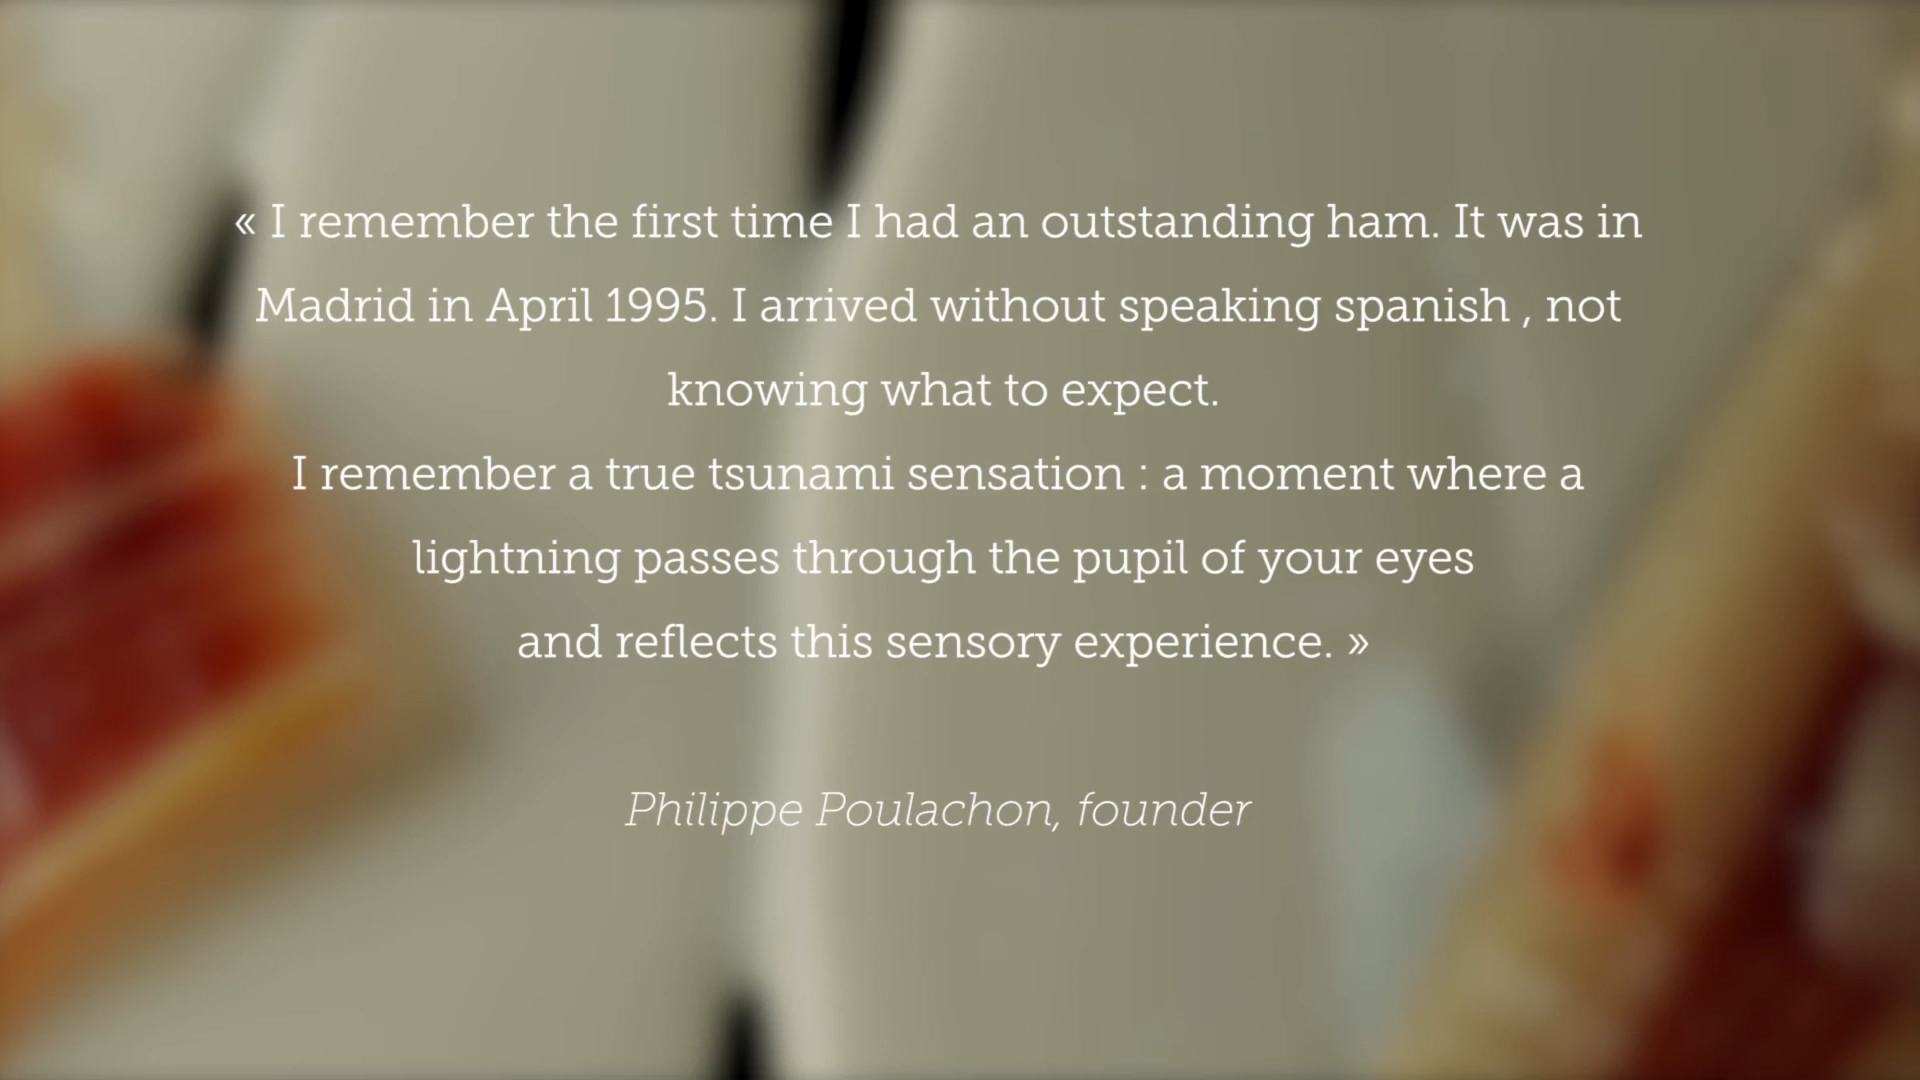 « I remember the first time I had an outstanding ham. It was in
Madrid in April 1995. I arrived without speaking spanish , not
knowing what to expect.
I remember a true tsunami sensation : a moment where a
lightning passes through the pupil of your eyes
and reflects this sensory experience. »
Philippe Poulachon, founder